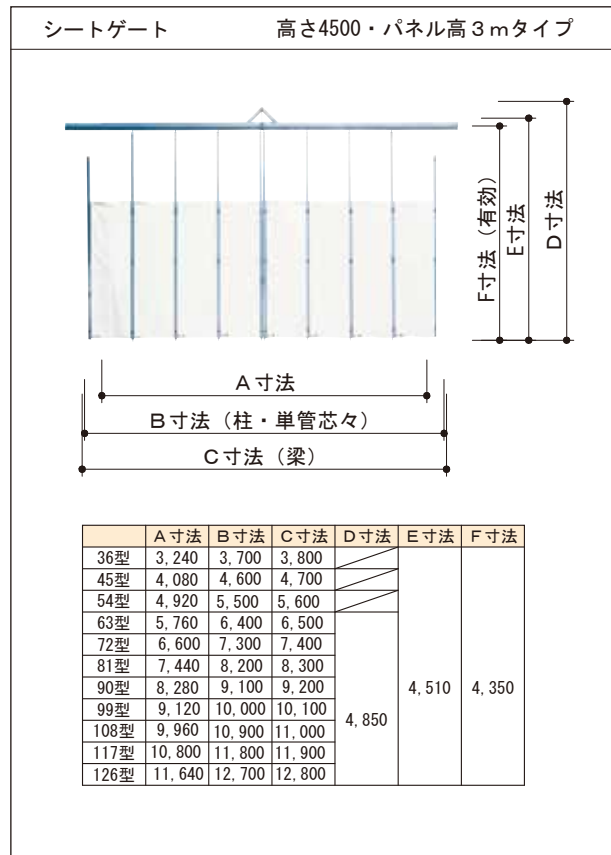 シートゲート 高さ4500・パネル高３ｍタイプ
F寸法（有効）
E寸法
D寸法
A寸法
B寸法（柱・単管芯々）
C寸法（梁）
A寸法 B寸法 C寸法 D寸法 E寸法 F寸法
36型 3,240 3,700 3,800
45型 4,080 4,600 4,700
54型 4,920 5,500 5,600
63型 5,760 6,400 6,500
72型 6,600 7,300 7,400
81型 7,440 8,200 8,300
90型 8,280 9,100 9,200 4,510 4,350
99型 9,120 10,000 10,100 4,850
108型 9,960 10,900 11,000
117型 10,800 11,800 11,900
126型 11,640 12,700 12,800